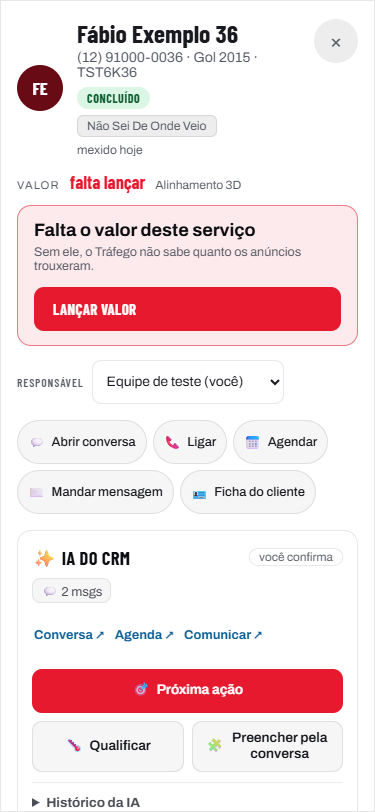 Fábio Exemplo 36
×
(12) 91000-0036 · Gol 2015 ·
TST6K36
FE
CONCLUÍDO
Não Sei De Onde Veio
mexido hoje
VALOR falta lançar Alinhamento 3D
Falta o valor deste serviço
Sem ele, o Tráfego não sabe quanto os anúncios
trouxeram.
LANÇAR VALOR
RESPONSÁVEL Equipe de teste (você)
Abrir conversa Ligar Agendar
Mandar mensagem Ficha do cliente
IA DO CRM você confirma
2 msgs
Conversa ↗ Agenda ↗ Comunicar ↗
Próxima ação
Qualificar Preencher pela
conversa
▶ Histórico da IA